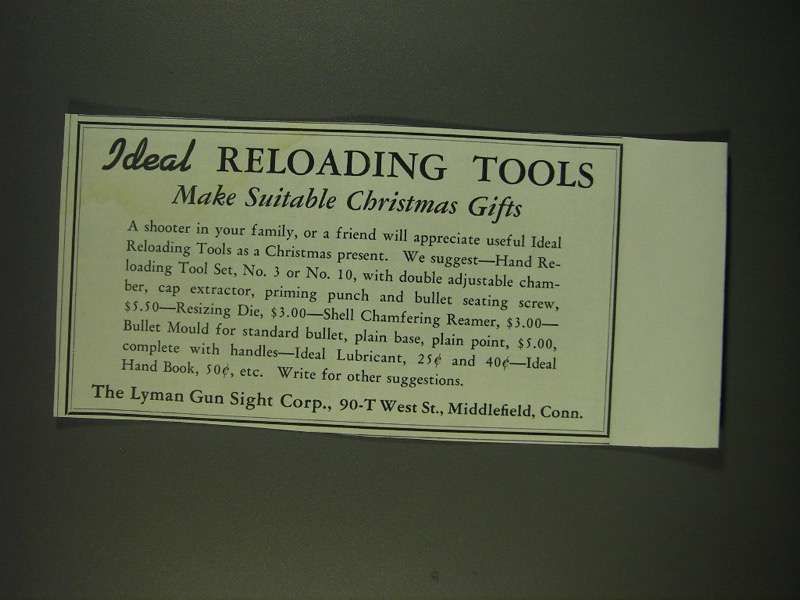 Ideal RELOADING TOOLS
Make Suitable Christmas Gifts
A shooter in your family, or a friend will appreciate useful Ideal
Reloading Tools as a Christmas present. We suggest—Hand Re-
loading Tool Set, No. 3 or No. 10, with double adjustable cham-
ber, cap extractor, priming punch and bullet seating screw,
$5.50—Resizing Die, $3.00—Shell Chamfering Reamer, $3.00—
Bullet Mould for standard bullet, plain base, plain point, $5.00,
complete with handles—Ideal Lubricant, 25¢ and 40¢—Ideal
Hand Book, 50¢, etc. Write for other suggestions.
The Lyman Gun Sight Corp., 90-T West St., Middlefield, Conn.